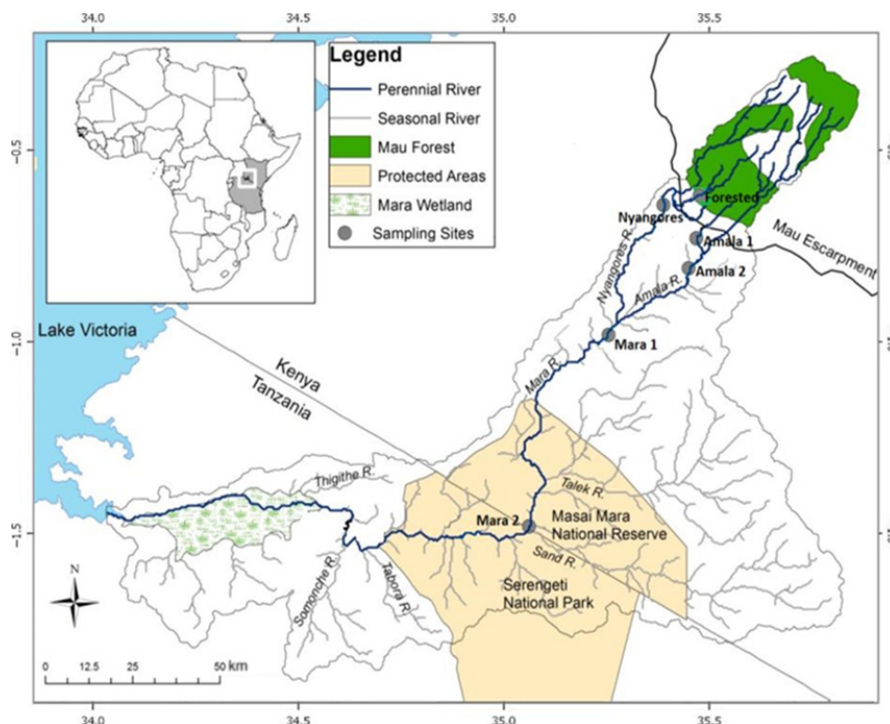 34.0 34.5 35.0 35.5
Legend
Perennial River
Seasonal River
Mau Forest
Protected Areas
Mara Wetland
Sampling Sites
−0.5
−1.0
−1.5
Forested
Nyangores
Amala 1
Mau Escarpment
Amala 2
Nyangores R.
Amala R.
Lake Victoria
Mara 1
Kenya
Tanzania
Mara R.
Thigithe R.
Talek R.
Mara 2
Masai Mara
National Reserve
Sand R.
Serengeti
National Park
Somonche R.
Tabora R.
N
0 12.5 25 50 km
34.0 34.5 35.0 35.5